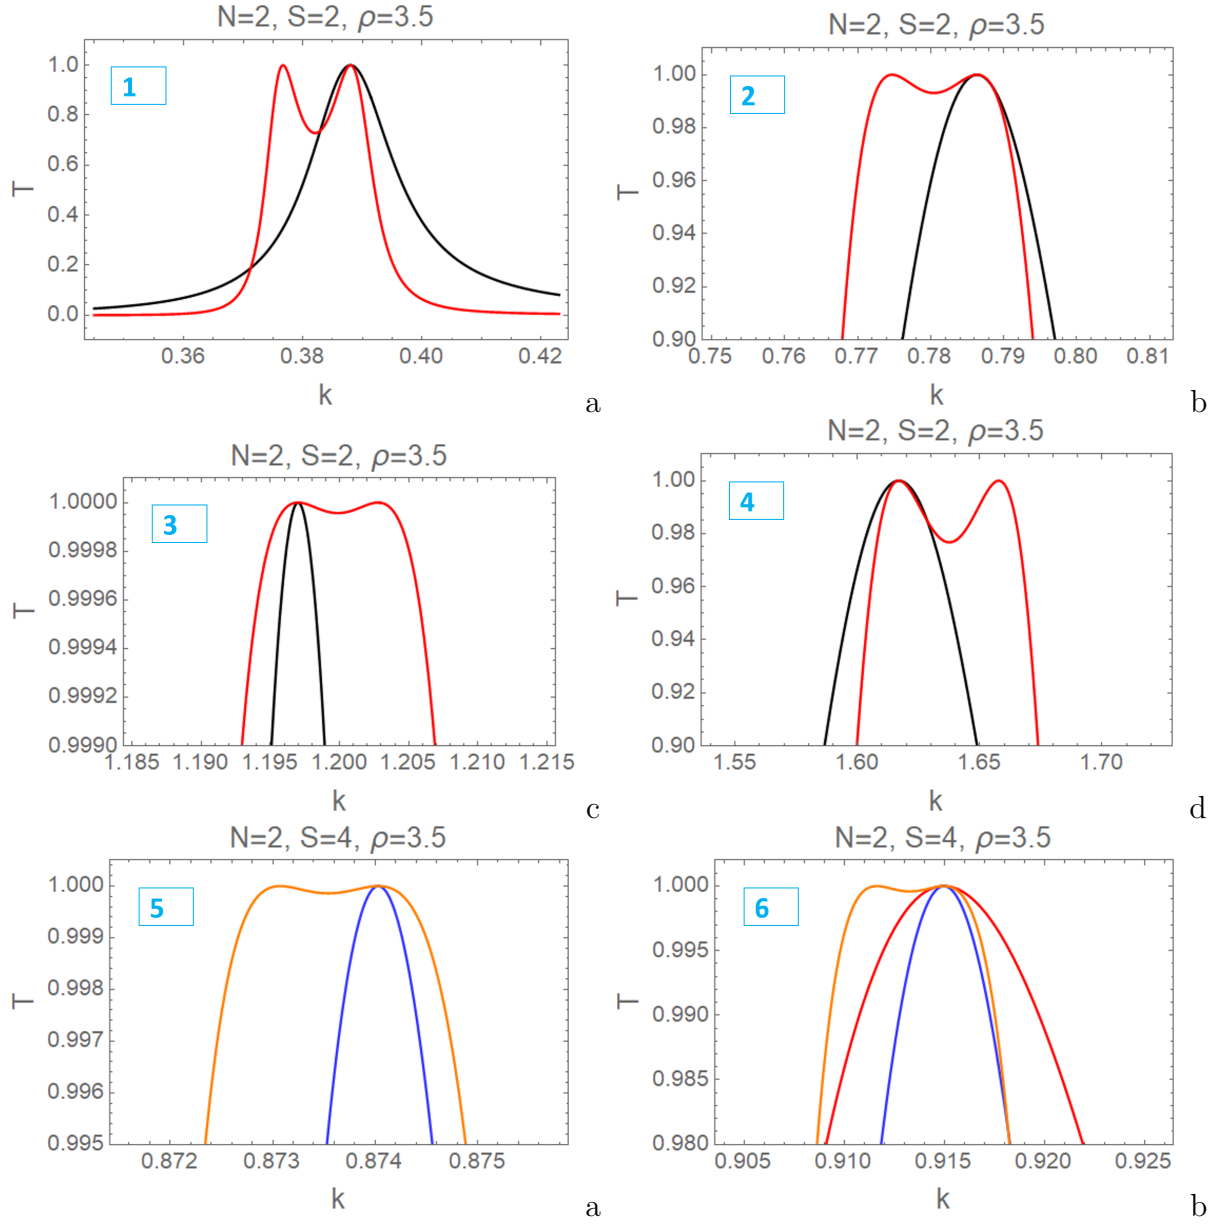 N=2, S=2, ρ=3.5
1
1.0
0.8
0.6
0.4
0.2
0.0
T
0.36 0.38 0.40 0.42
k
a
N=2, S=2, ρ=3.5
2
1.00
0.98
0.96
0.94
0.92
0.90
T
0.75 0.76 0.77 0.78 0.79 0.80 0.81
k
b
N=2, S=2, ρ=3.5
3
1.0000
0.9998
0.9996
0.9994
0.9992
0.9990
T
1.185 1.190 1.195 1.200 1.205 1.210 1.215
k
c
N=2, S=2, ρ=3.5
4
1.00
0.98
0.96
0.94
0.92
0.90
T
1.55 1.60 1.65 1.70
k
d
N=2, S=4, ρ=3.5
5
1.000
0.999
0.998
0.997
0.996
0.995
T
0.872 0.873 0.874 0.875
k
a
N=2, S=4, ρ=3.5
6
1.000
0.995
0.990
0.985
0.980
T
0.905 0.910 0.915 0.920 0.925
k
b